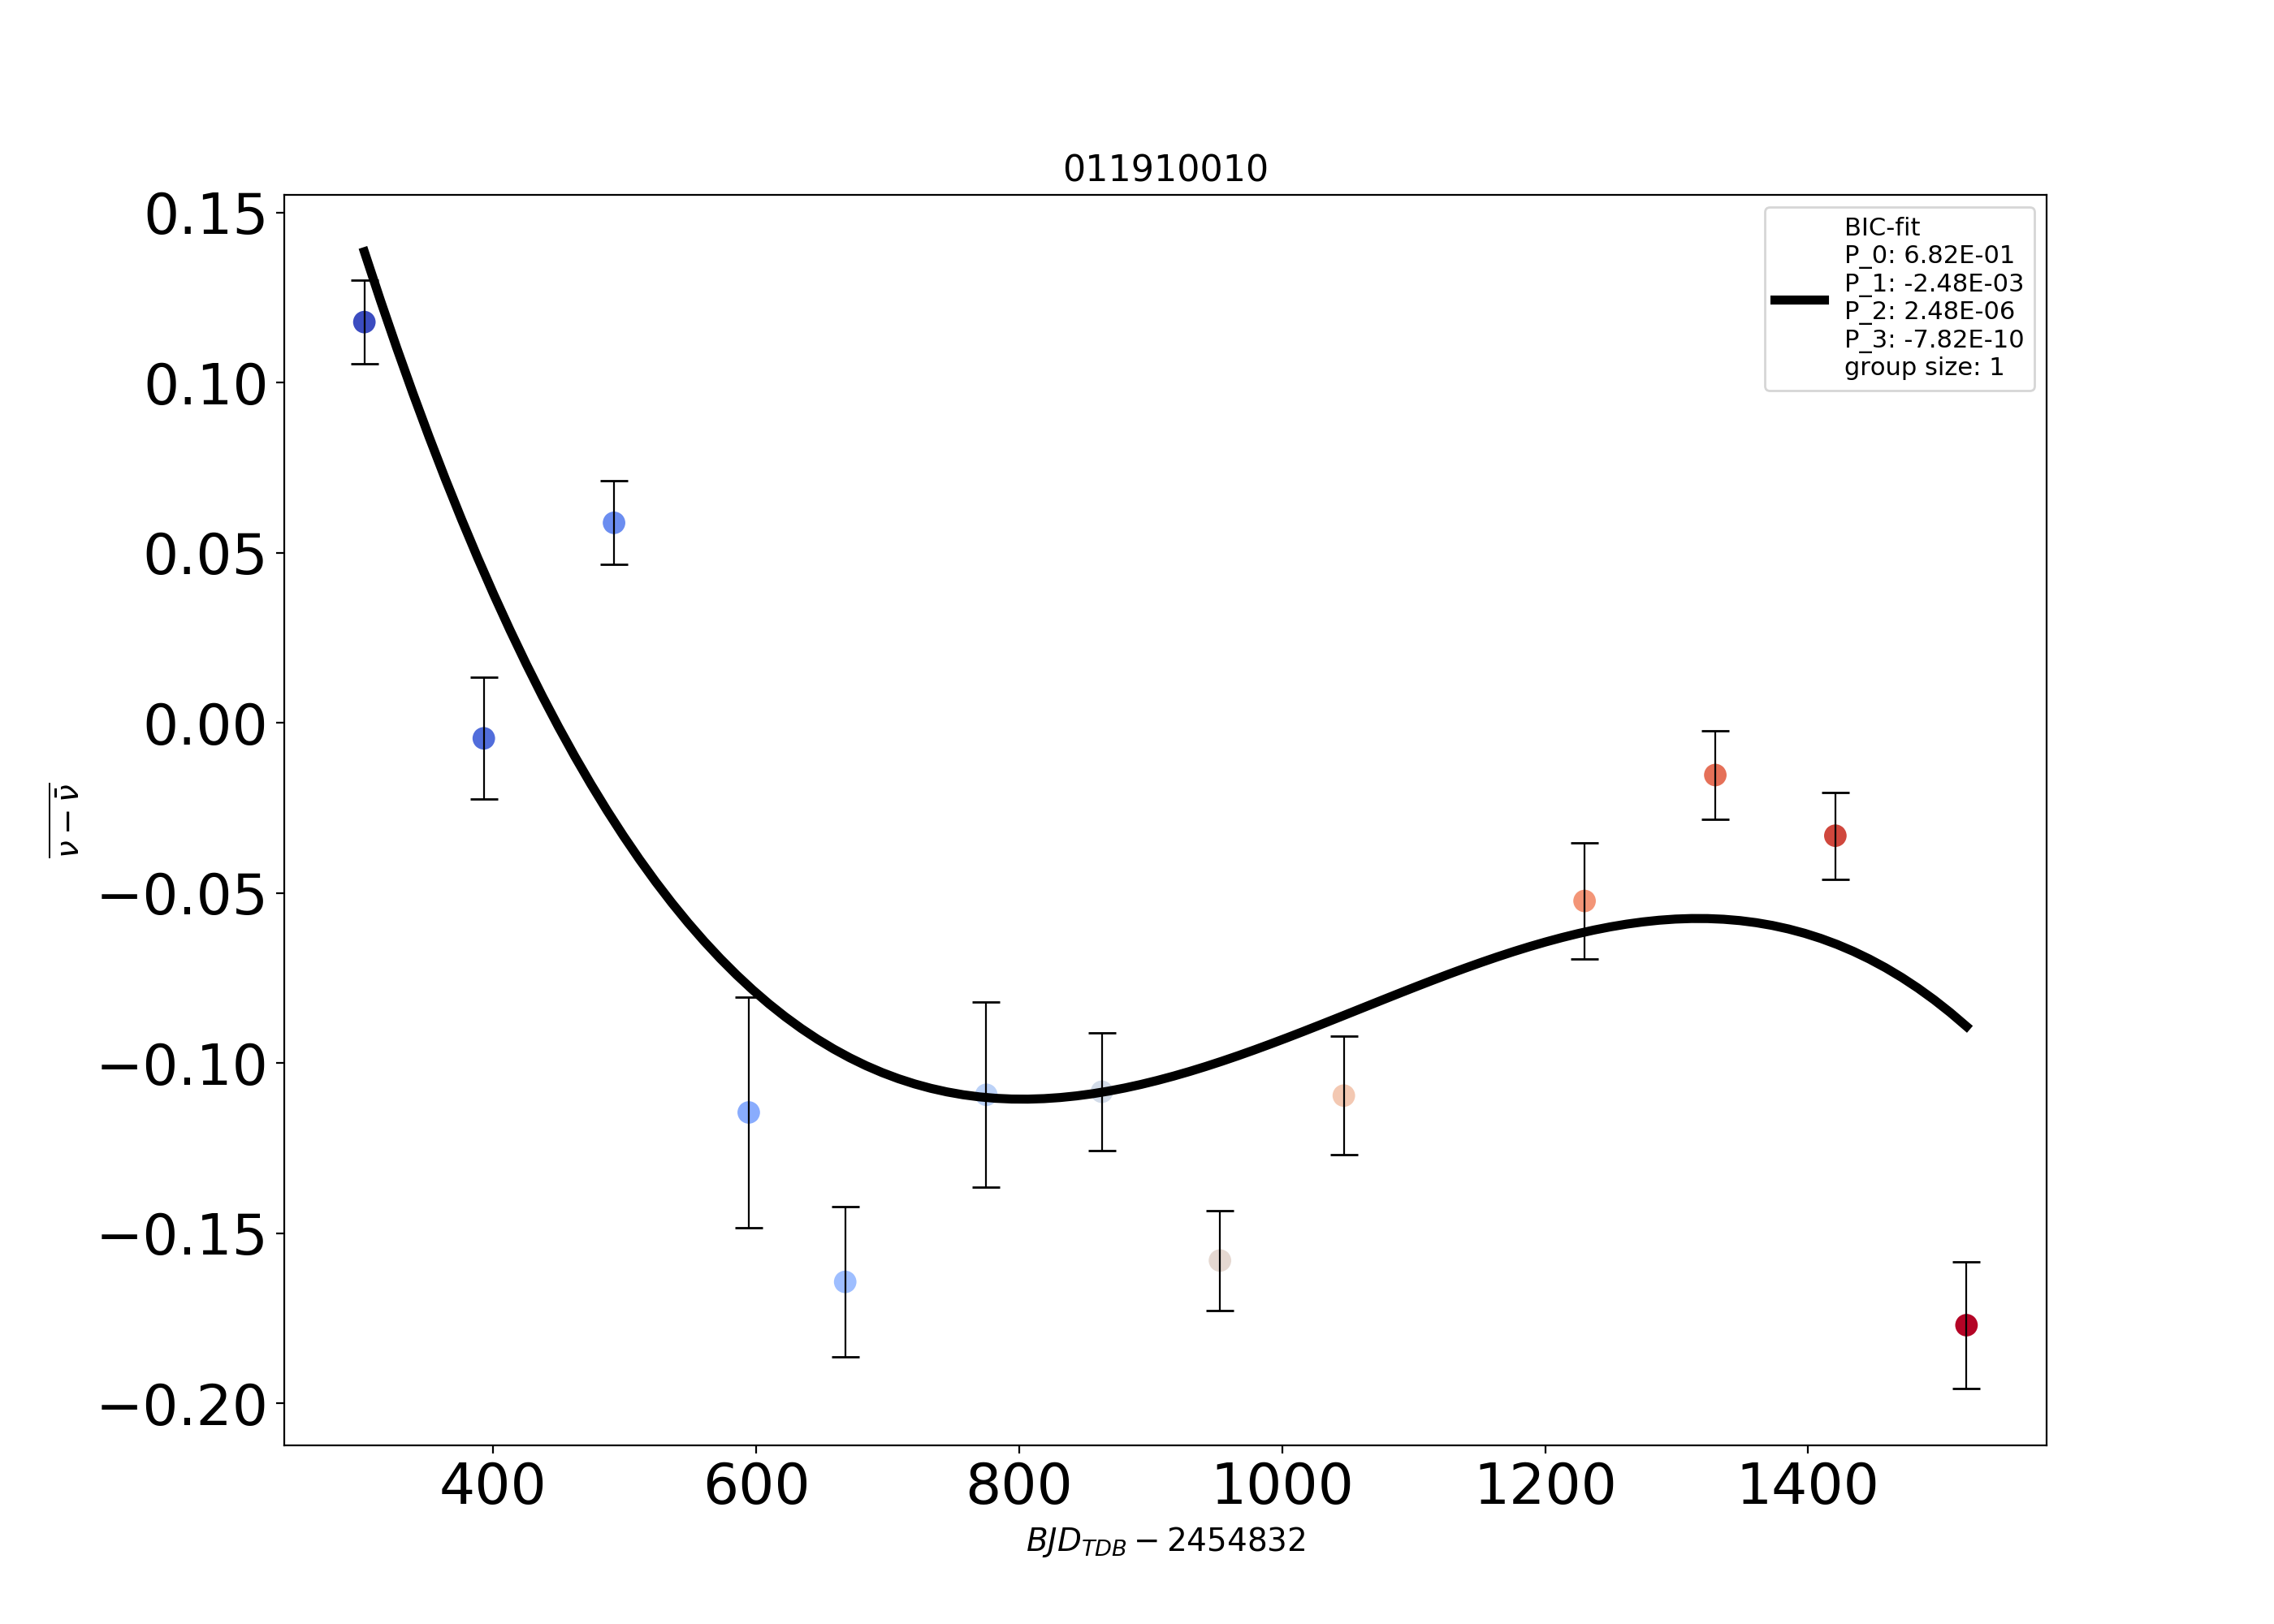 011910010
0.15
0.10
0.05
0.00
−0.05
−0.10
−0.15
−0.20
ν − ν̄
BIC-fit
P_0: 6.82E-01
P_1: -2.48E-03
P_2: 2.48E-06
P_3: -7.82E-10
group size: 1
400 600 800 1000 1200 1400
BJD_TDB − 2454832